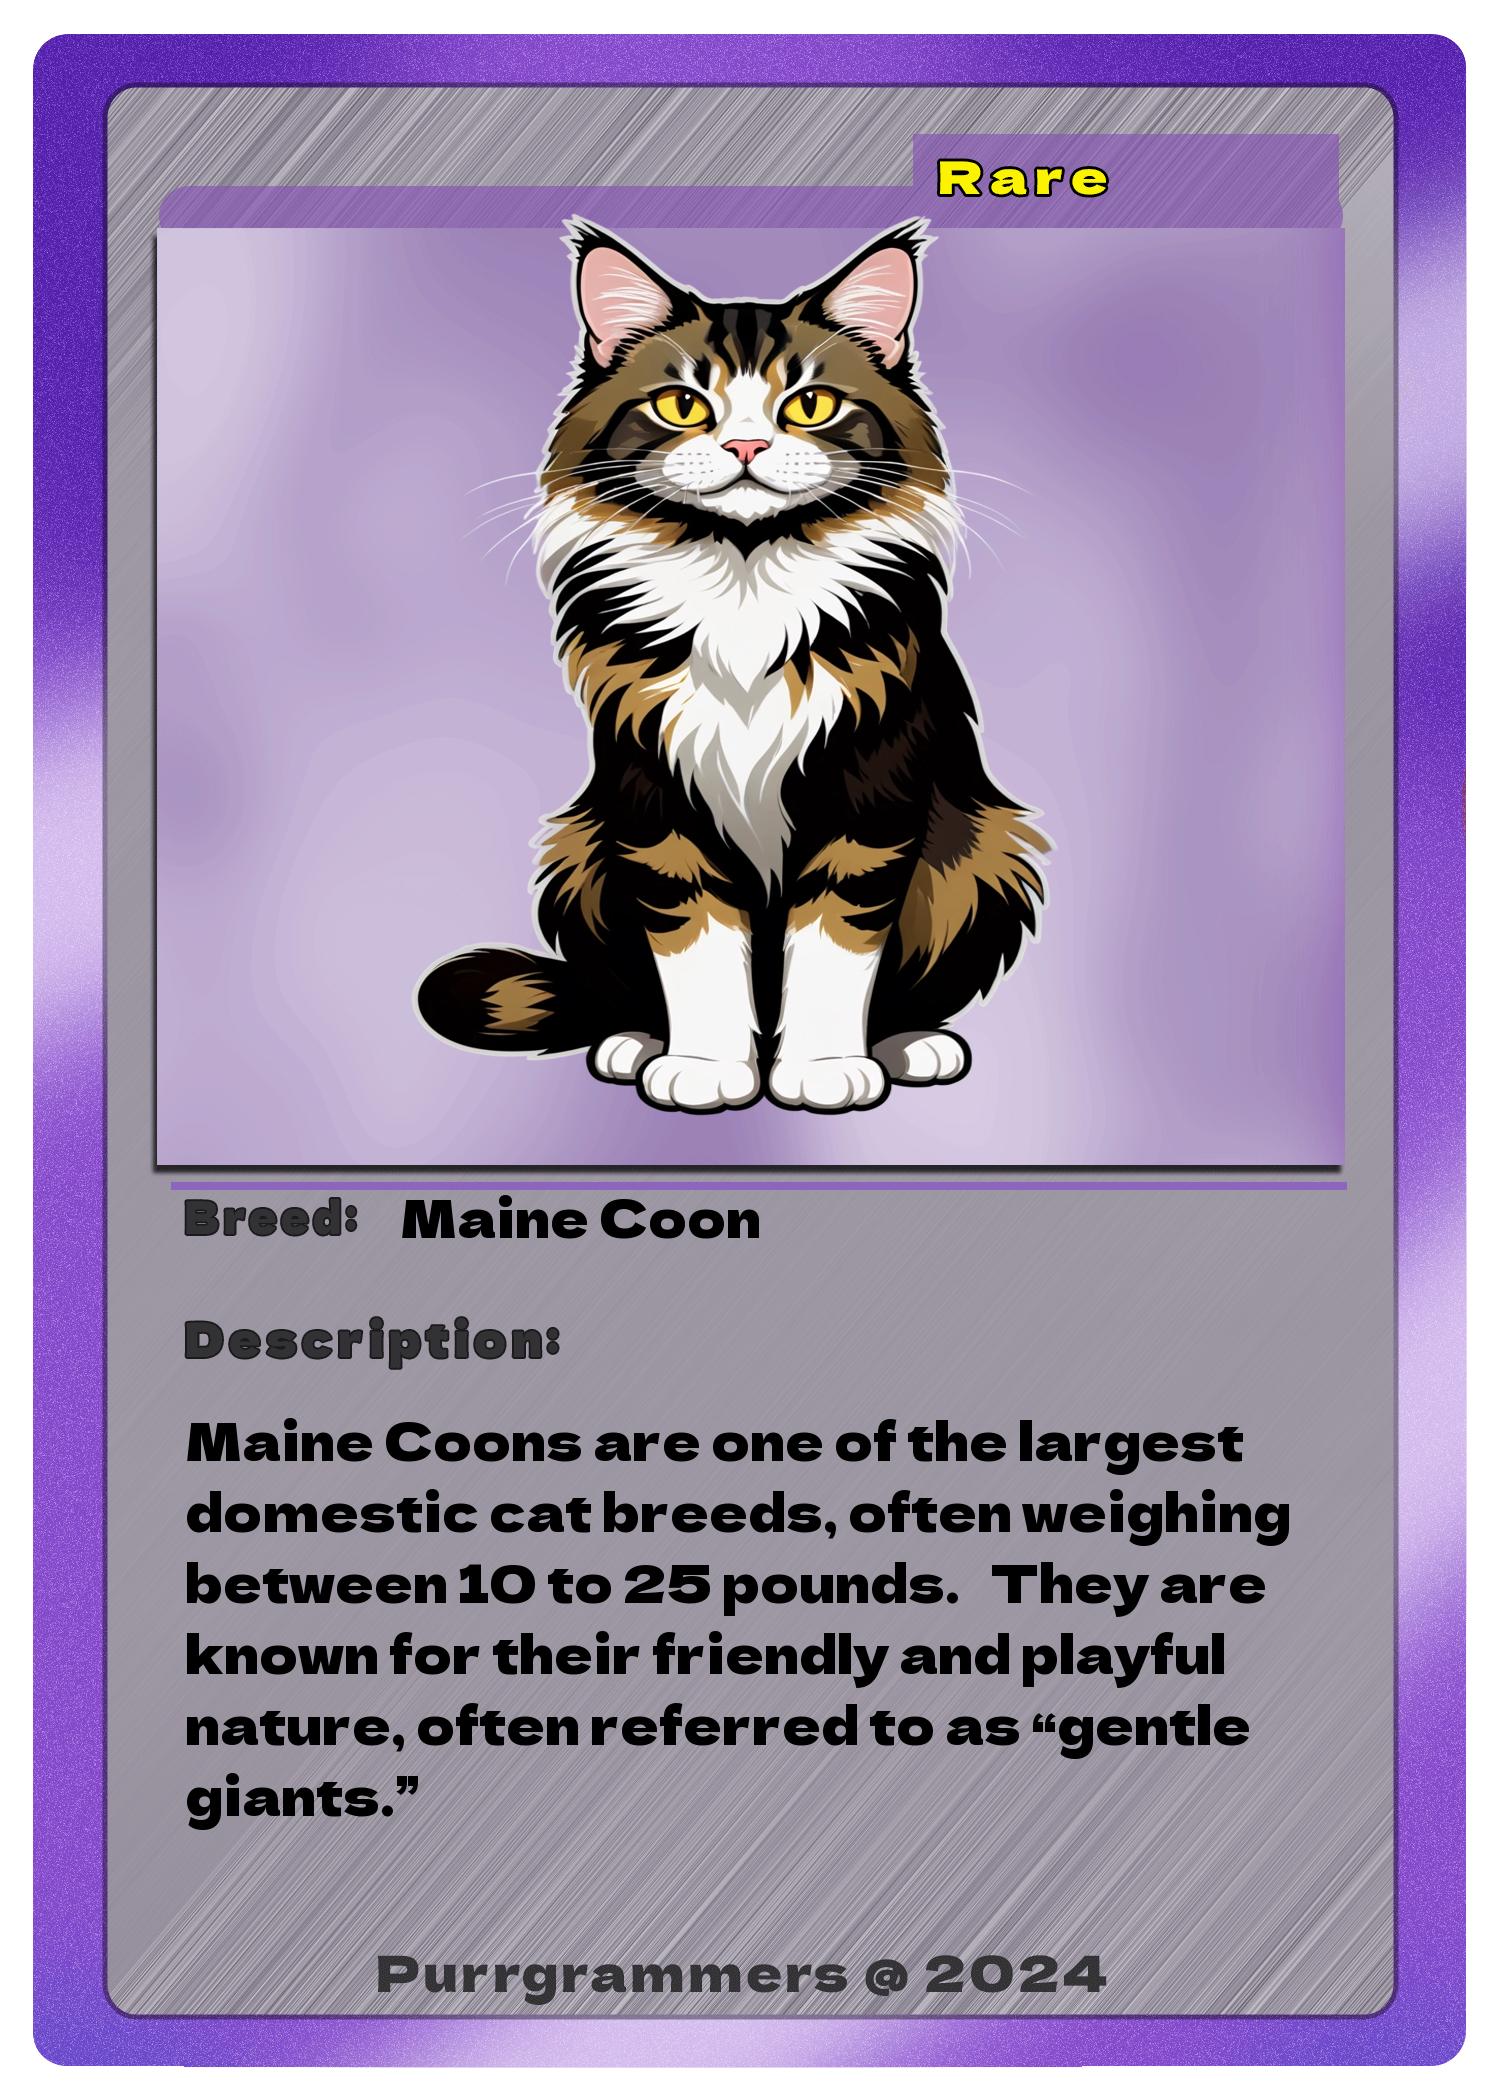 Rare
Breed: Maine Coon
Description:
Maine Coons are one of the largest
domestic cat breeds, often weighing
between 10 to 25 pounds.  They are
known for their friendly and playful
nature, often referred to as “gentle
giants.”
Purrgrammers @ 2024